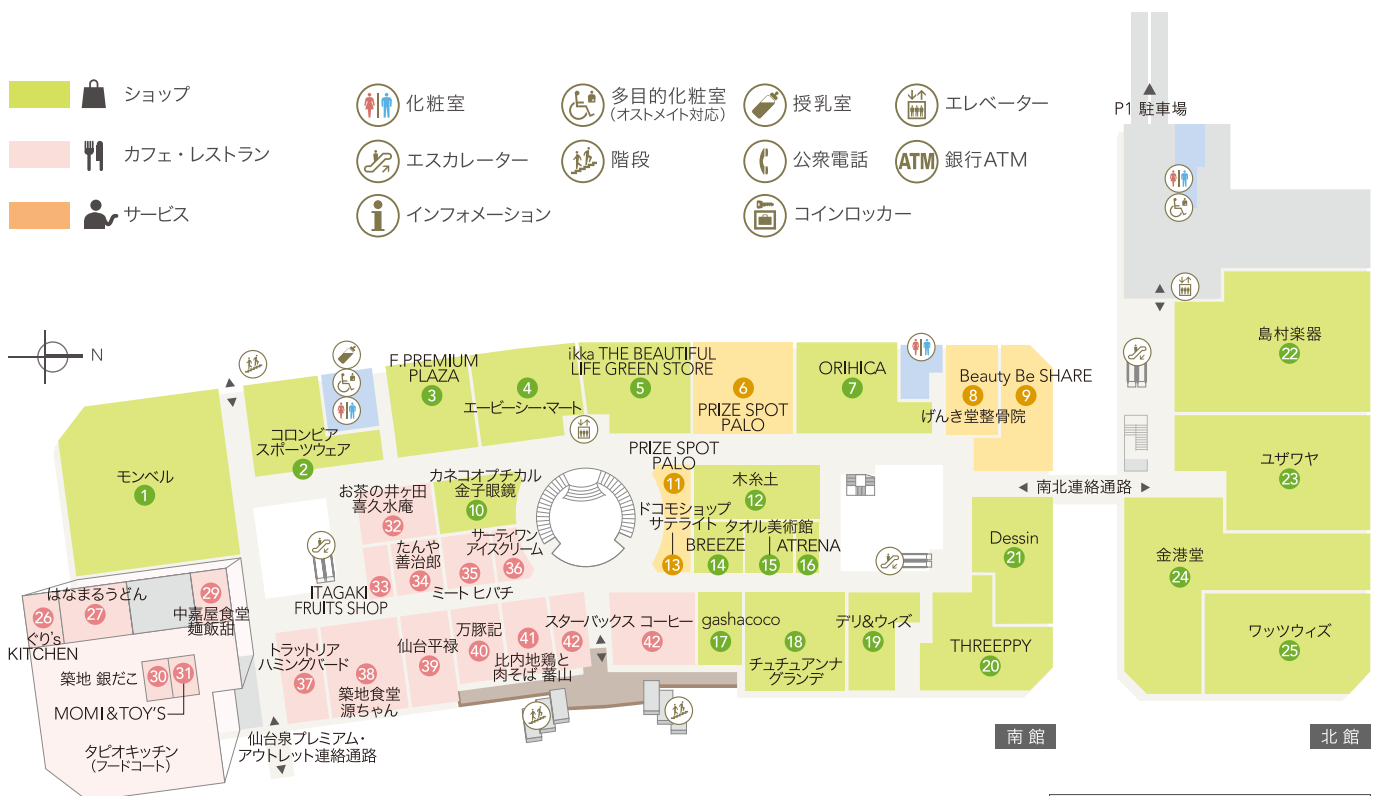 ショップ
カフェ・レストラン
サービス
化粧室
エスカレーター
インフォメーション
多目的化粧室
(オストメイト対応)
階段
授乳室
公衆電話
コインロッカー
エレベーター
ATM 銀行ATM
P1 駐車場
N
モンベル
1
コロンビア
スポーツウェア
2
F.PREMIUM
PLAZA
3
4
エービーシー・マート
ikka THE BEAUTIFUL
LIFE GREEN STORE
5
6
PRIZE SPOT
PALO
ORIHICA
7
Beauty Be SHARE
8
9
げんき堂整骨院
島村楽器
22
ユザワヤ
23
南北連絡通路
金港堂
24
ワッツウィズ
25
カネコオプチカル
金子眼鏡
10
PRIZE SPOT
PALO
11
木糸土
12
ドコモショップ
サテライト
13
BREEZE
14
タオル美術館
15
ATRENA
16
お茶の井ヶ田
喜久水庵
32
33
ITAGAKI
FRUITS SHOP
たんや
善治郎
34
35
ミート ヒバチ
サーティワン
アイスクリーム
36
Dessin
21
はなまるうどん
27
26
ぐり's
KITCHEN
29
中嘉屋食堂
麺飯甜
築地 銀だこ
30
31
MOMI&TOY'S
タピオキッチン
(フードコート)
トラットリア
ハミングバード
37
38
築地食堂
源ちゃん
仙台平禄
39
万豚記
40
41
比内地鶏と
肉そば 蕃山
スターバックス コーヒー
42
42
gashacoco
17
18
チュチュアンナ
グランデ
デリ&ウィズ
19
THREEPPY
20
仙台泉プレミアム・
アウトレット連絡通路
南館
北館